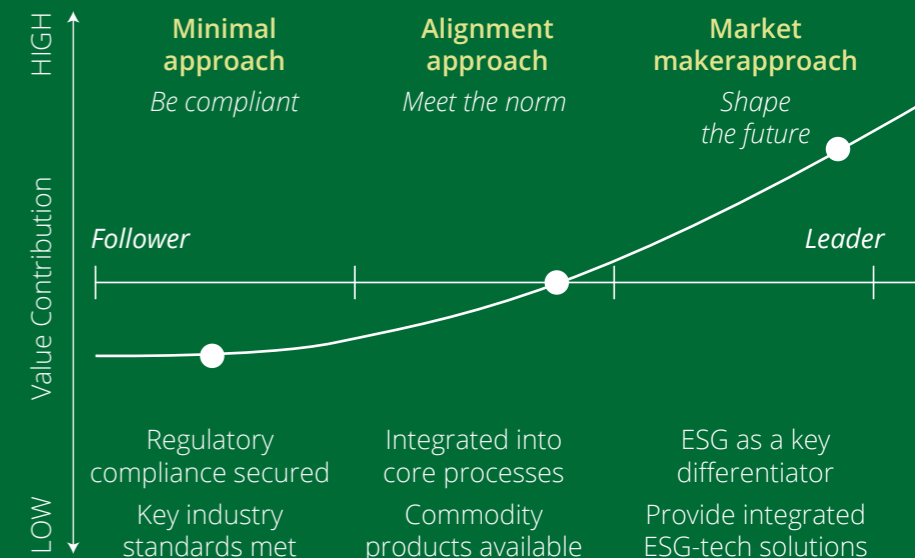 HIGH
Value Contribution
LOW
Minimal
approach
Be compliant
Alignment
approach
Meet the norm
Market
makerapproach
Shape
the future
Follower
Leader
Regulatory
compliance secured
Key industry
standards met
Integrated into
core processes
Commodity
products available
ESG as a key
differentiator
Provide integrated
ESG-tech solutions